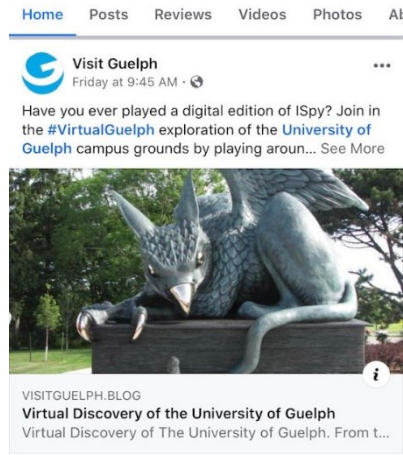 Home Posts Reviews Videos Photos Ab
Visit Guelph
Friday at 9:45 AM ·
Have you ever played a digital edition of ISpy? Join in
the #VirtualGuelph exploration of the University of
Guelph campus grounds by playing aroun... See More
i
VISITGUELPH.BLOG
Virtual Discovery of the University of Guelph
Virtual Discovery of The University of Guelph. From t...